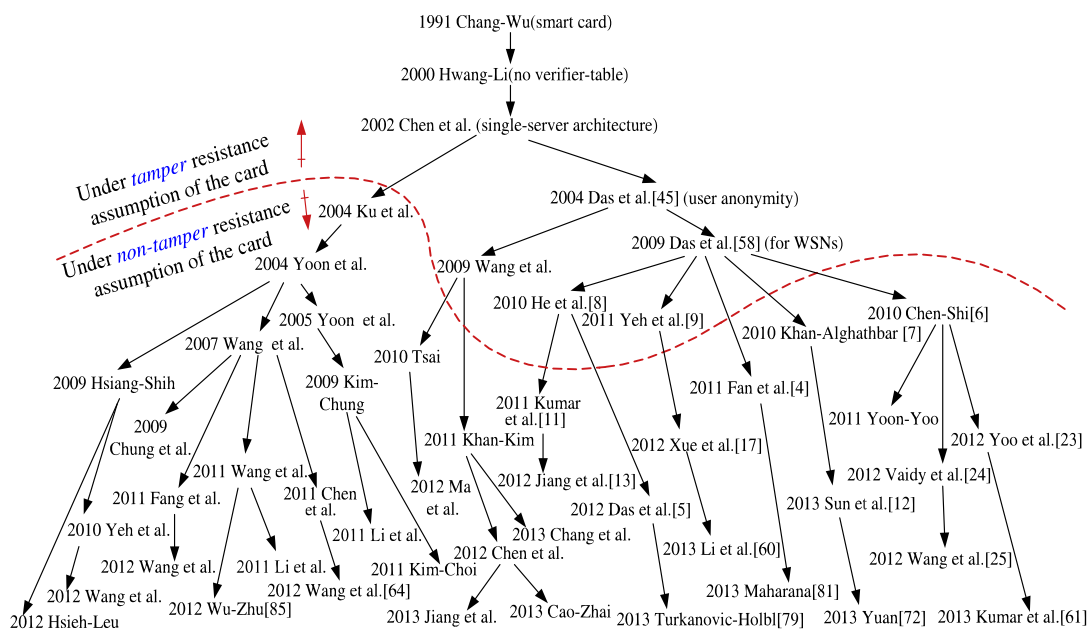 1991 Chang-Wu(smart card)
2000 Hwang-Li(no verifier-table)
2002 Chen et al. (single-server architecture)
Under tamper resistance
assumption of the card
Under non-tamper resistance
assumption of the card
2004 Ku et al.
2004 Das et al.[45] (user anonymity)
2004 Yoon et al.
2009 Wang et al.
2009 Das et al.[58] (for WSNs)
2005 Yoon et al.
2010 He et al.[8]
2011 Yeh et al.[9]
2010 Khan-Alghathbar [7]
2010 Chen-Shi[6]
2007 Wang et al.
2010 Tsai
2009 Hsiang-Shih
2009 Kim-
Chung
2011 Fan et al.[4]
2009
Chung et al.
2011 Kumar
et al.[11]
2011 Khan-Kim
2012 Xue et al.[17]
2011 Yoon-Yoo
2012 Yoo et al.[23]
2011 Wang et al.
2012 Vaidy et al.[24]
2011 Fang et al.
2011 Chen
et al.
2012 Ma
et al.
2012 Jiang et al.[13]
2012 Das et al.[5]
2013 Sun et al.[12]
2010 Yeh et al.
2011 Li et al.
2013 Chang et al.
2012 Chen et al.
2013 Li et al.[60]
2012 Wang et al.[25]
2012 Wang et al.
2011 Li et al.
2011 Kim-Choi
2012 Wang et al.
2012 Wang et al.[64]
2013 Maharana[81]
2012 Hsieh-Leu
2012 Wu-Zhu[85]
2013 Jiang et al.
2013 Cao-Zhai
2013 Turkanovic-Holbl[79]
2013 Yuan[72]
2013 Kumar et al.[61]